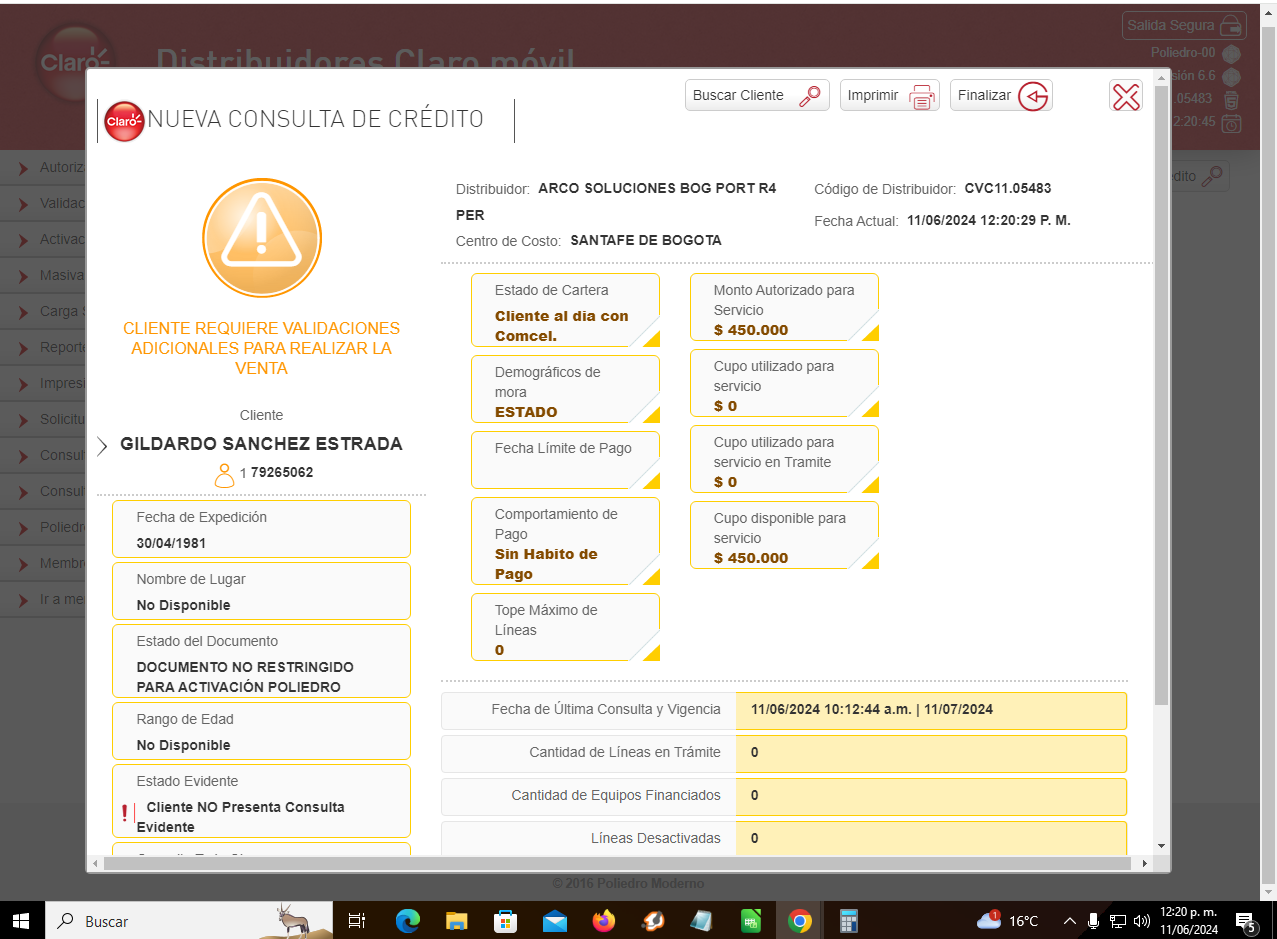 Salida Segura
Claro
Distribuidores Claro móvil
Poliedro-00
sión 6.6
.05483
2:20:45
Buscar Cliente
Imprimir
Finalizar
Claro
NUEVA CONSULTA DE CRÉDITO
Autoriz
Validac
Activac
Masiva
Carga S
Reporte
Impresi
Solicitu
Consul
Consul
Poliedr
Membr
Ir a me
dito
CLIENTE REQUIERE VALIDACIONES
ADICIONALES PARA REALIZAR LA
VENTA
Cliente
GILDARDO SANCHEZ ESTRADA
1 79265062
Fecha de Expedición
30/04/1981
Nombre de Lugar
No Disponible
Estado del Documento
DOCUMENTO NO RESTRINGIDO
PARA ACTIVACIÓN POLIEDRO
Rango de Edad
No Disponible
Estado Evidente
Cliente NO Presenta Consulta
Evidente
Distribuidor: ARCO SOLUCIONES BOG PORT R4
PER
Centro de Costo: SANTAFE DE BOGOTA
Código de Distribuidor: CVC11.05483
Fecha Actual: 11/06/2024 12:20:29 P. M.
Estado de Cartera
Cliente al dia con
Comcel.
Demográficos de
mora
ESTADO
Fecha Límite de Pago
Comportamiento de
Pago
Sin Habito de
Pago
Tope Máximo de
Líneas
0
Monto Autorizado para
Servicio
$ 450.000
Cupo utilizado para
servicio
$ 0
Cupo utilizado para
servicio en Tramite
$ 0
Cupo disponible para
servicio
$ 450.000
Fecha de Última Consulta y Vigencia 11/06/2024 10:12:44 a.m. | 11/07/2024
Cantidad de Líneas en Trámite 0
Cantidad de Equipos Financiados 0
Líneas Desactivadas 0
© 2016 Poliedro Moderno
Buscar
1
16°C
12:20 p. m.
11/06/2024
5